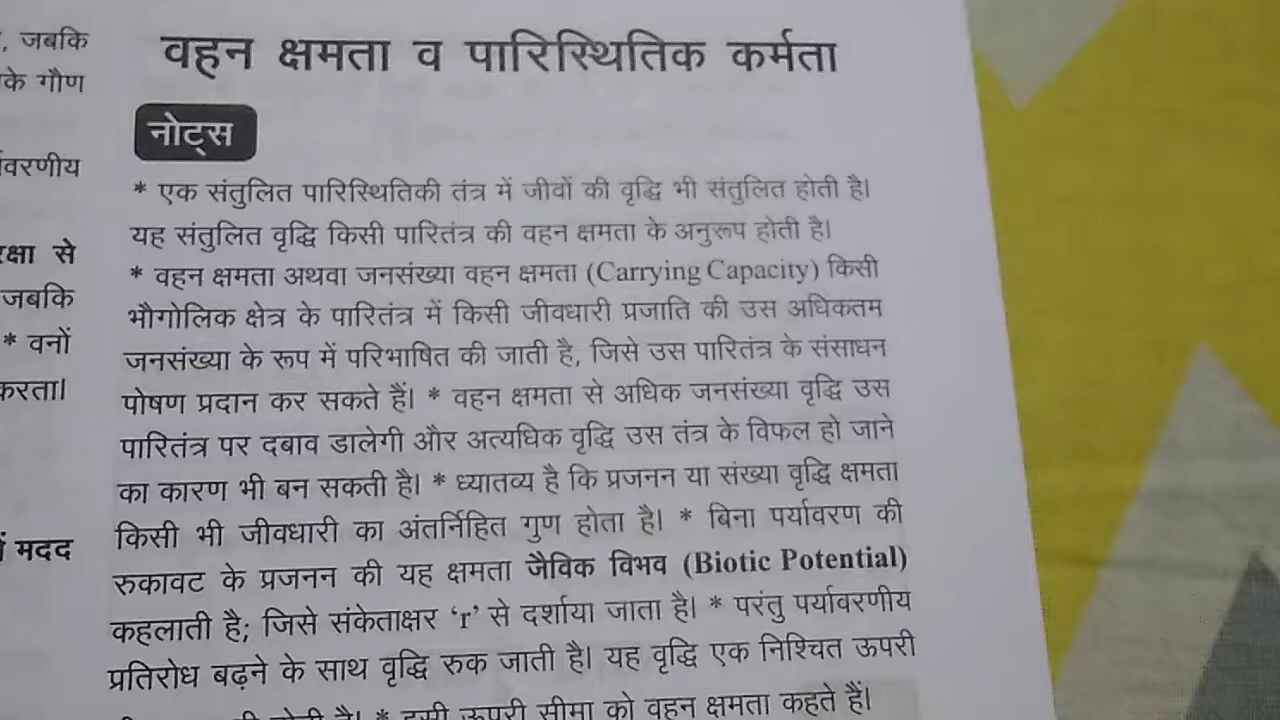 , जबकि
के गौण
वरणीय
रक्षा से
जबकि
* वनों
करता।
मदद
वहन क्षमता व पारिस्थितिक कर्मता
नोट्स
* एक संतुलित पारिस्थितिकी तंत्र में जीवों की वृद्धि भी संतुलित होती है।
यह संतुलित वृद्धि किसी पारितंत्र की वहन क्षमता के अनुरूप होती है।
* वहन क्षमता अथवा जनसंख्या वहन क्षमता (Carrying Capacity) किसी
भौगोलिक क्षेत्र के पारितंत्र में किसी जीवधारी प्रजाति की उस अधिकतम
जनसंख्या के रूप में परिभाषित की जाती है, जिसे उस पारितंत्र के संसाधन
पोषण प्रदान कर सकते हैं। * वहन क्षमता से अधिक जनसंख्या वृद्धि उस
पारितंत्र पर दबाव डालेगी और अत्यधिक वृद्धि उस तंत्र के विफल हो जाने
का कारण भी बन सकती है। * ध्यातव्य है कि प्रजनन या संख्या वृद्धि क्षमता
किसी भी जीवधारी का अंतर्निहित गुण होता है। * बिना पर्यावरण की
रुकावट के प्रजनन की यह क्षमता जैविक विभव (Biotic Potential)
कहलाती है; जिसे संकेताक्षर ‘r’ से दर्शाया जाता है। * परंतु पर्यावरणीय
प्रतिरोध बढ़ने के साथ वृद्धि रुक जाती है। यह वृद्धि एक निश्चित ऊपरी
है। * इसी ऊपरी सीमा को वहन क्षमता कहते हैं।